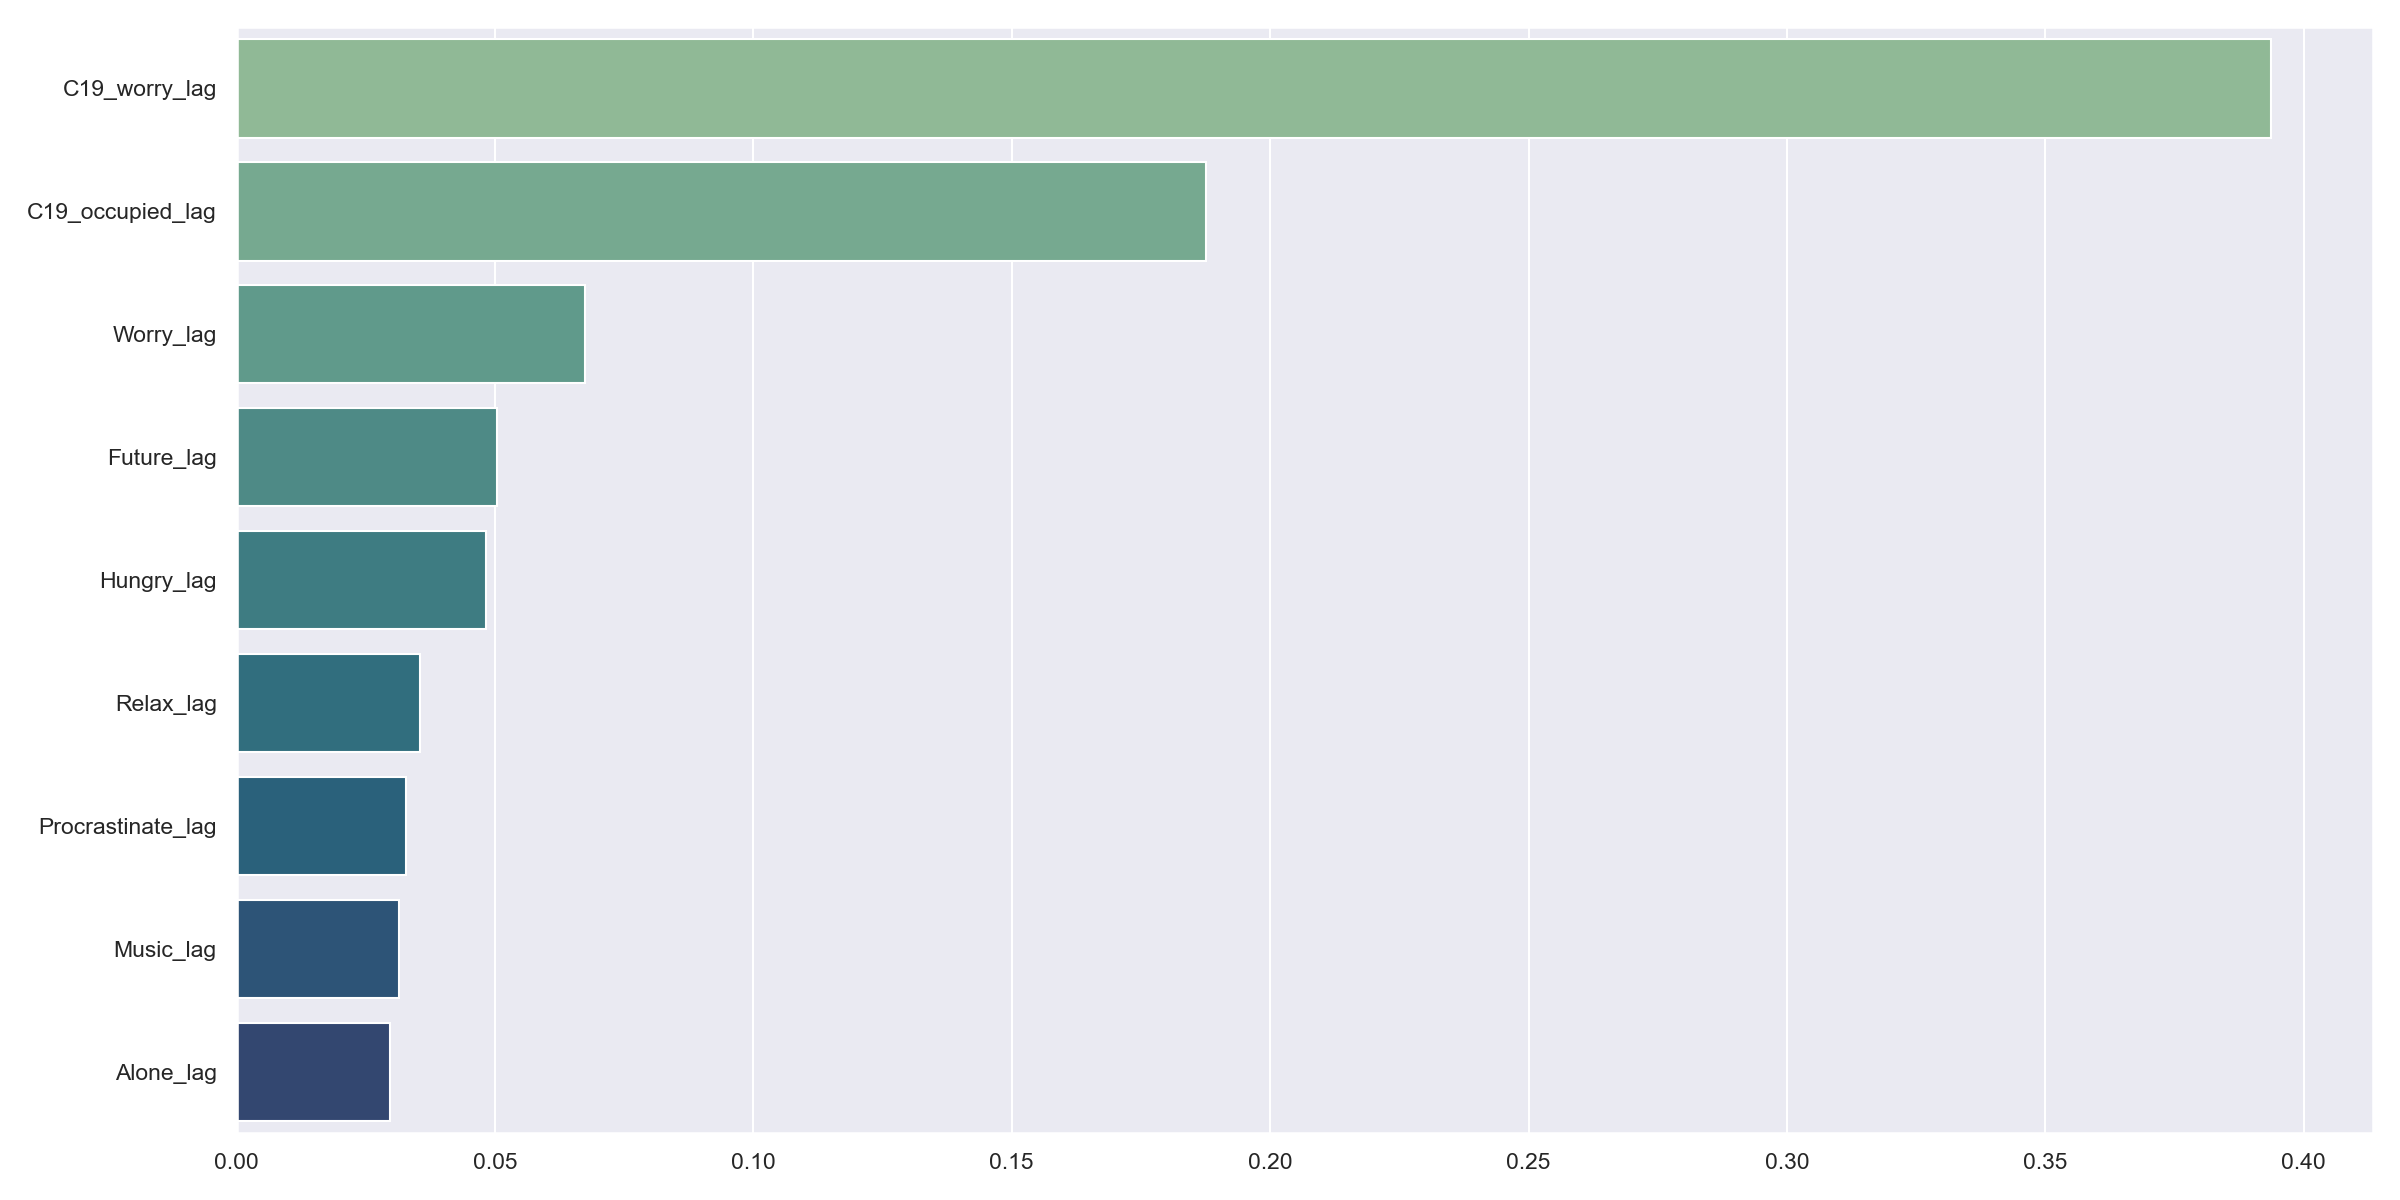 C19_worry_lag
C19_occupied_lag
Worry_lag
Future_lag
Hungry_lag
Relax_lag
Procrastinate_lag
Music_lag
Alone_lag
0.00 0.05 0.10 0.15 0.20 0.25 0.30 0.35 0.40